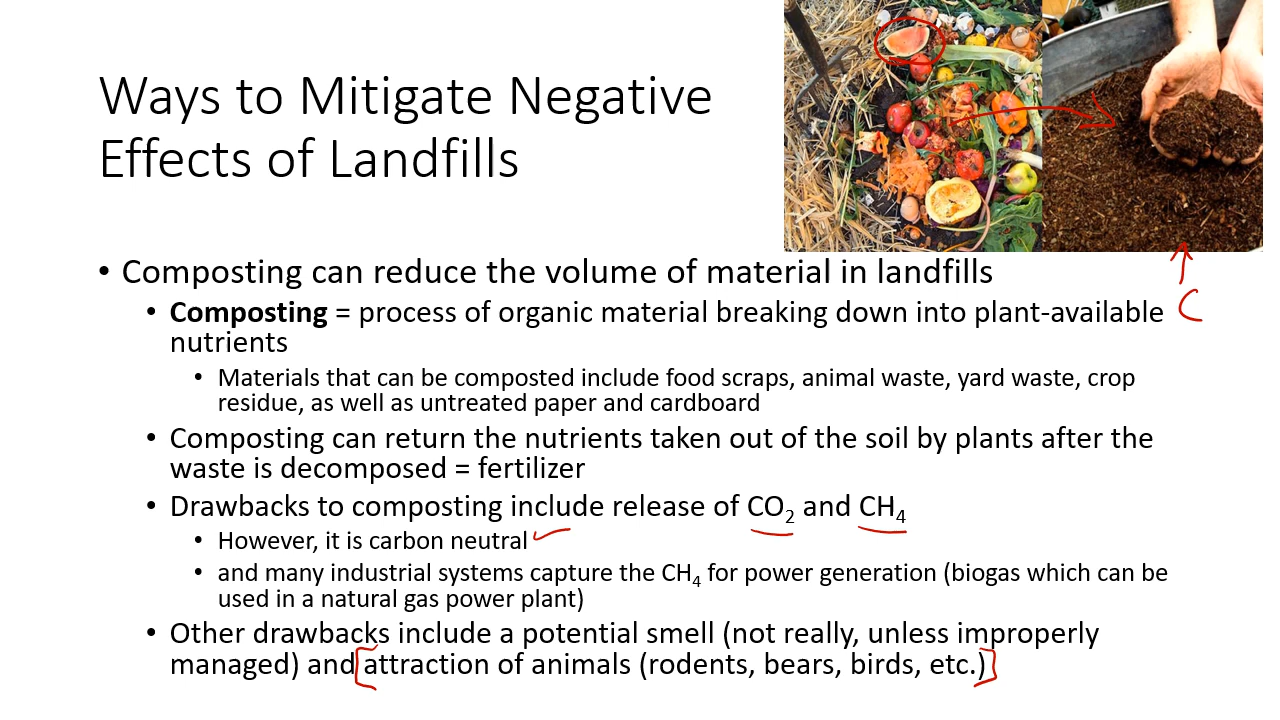 Ways to Mitigate Negative
Effects of Landfills
• Composting can reduce the volume of material in landfills
• Composting = process of organic material breaking down into plant-available
nutrients
C
• Materials that can be composted include food scraps, animal waste, yard waste, crop
residue, as well as untreated paper and cardboard
• Composting can return the nutrients taken out of the soil by plants after the
waste is decomposed = fertilizer
• Drawbacks to composting include release of CO₂ and CH₄
• However, it is carbon neutral
• and many industrial systems capture the CH₄ for power generation (biogas which can be
used in a natural gas power plant)
• Other drawbacks include a potential smell (not really, unless improperly
managed) and attraction of animals (rodents, bears, birds, etc.)